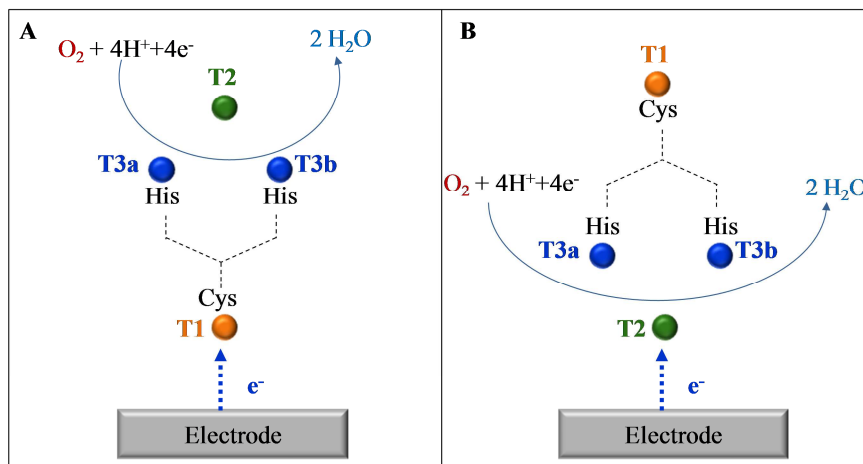 A
O₂ + 4H⁺+4e⁻
2 H₂O
T2
T3a
T3b
His
His
Cys
T1
e⁻
Electrode
B
T1
Cys
O₂ + 4H⁺+4e⁻
2 H₂O
His
His
T3a
T3b
T2
e⁻
Electrode